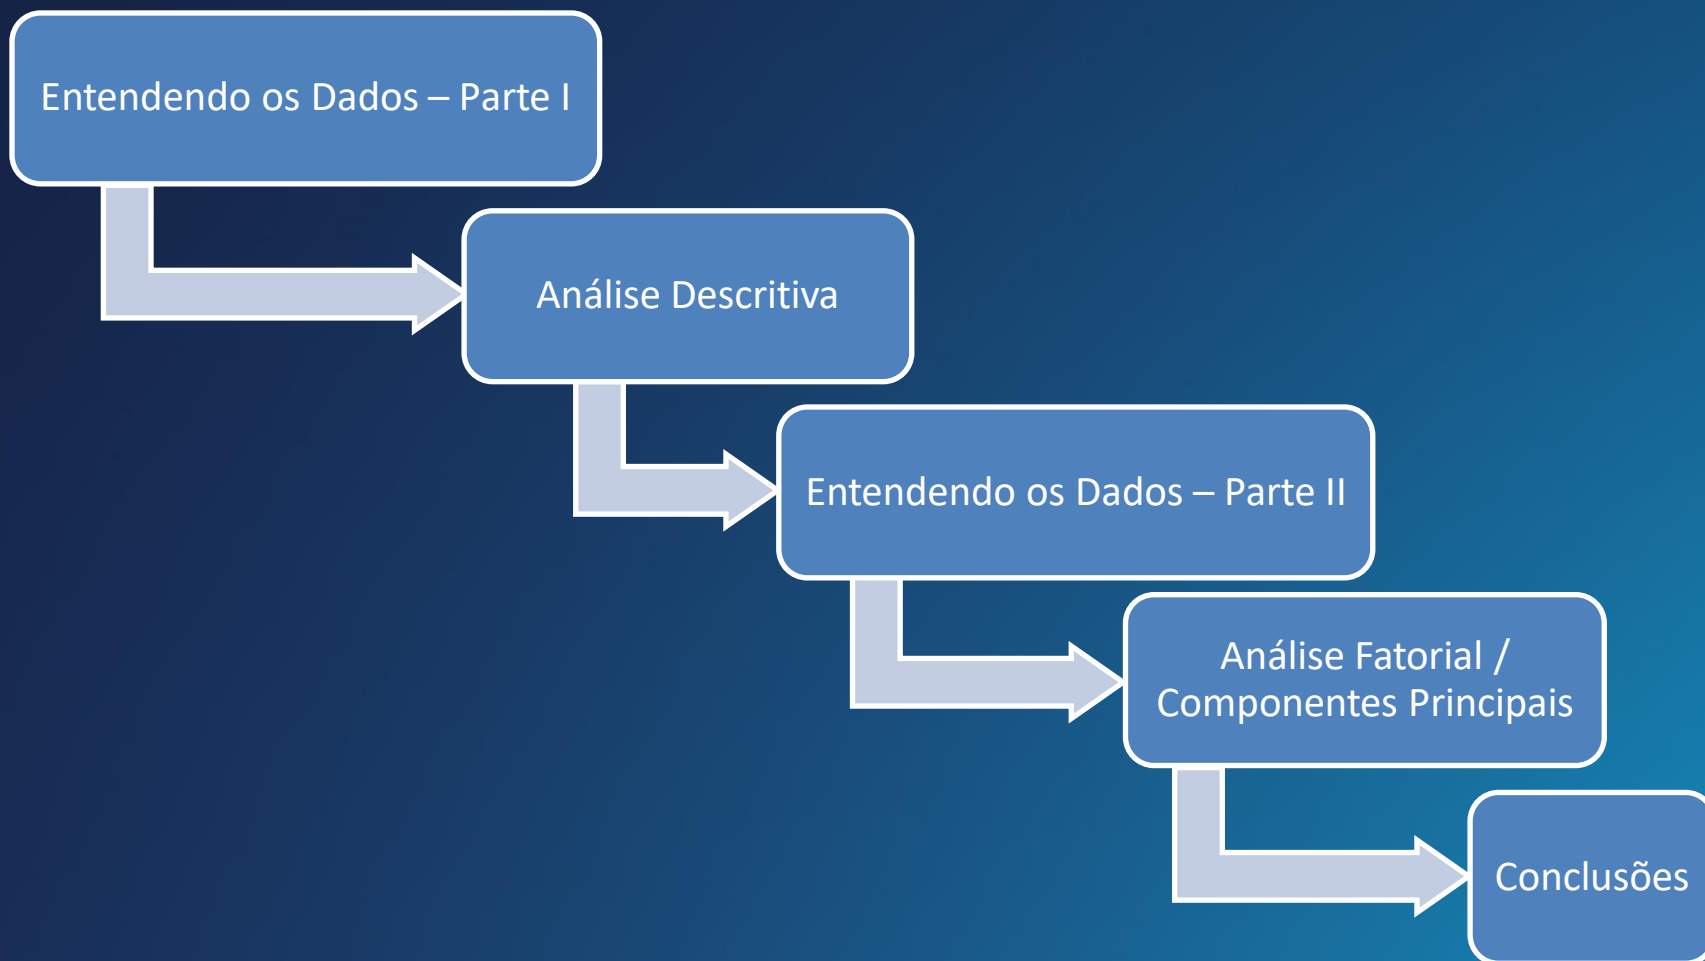 Entendendo os Dados – Parte I
Análise Descritiva
Entendendo os Dados – Parte II
Análise Fatorial /
Componentes Principais
Conclusões